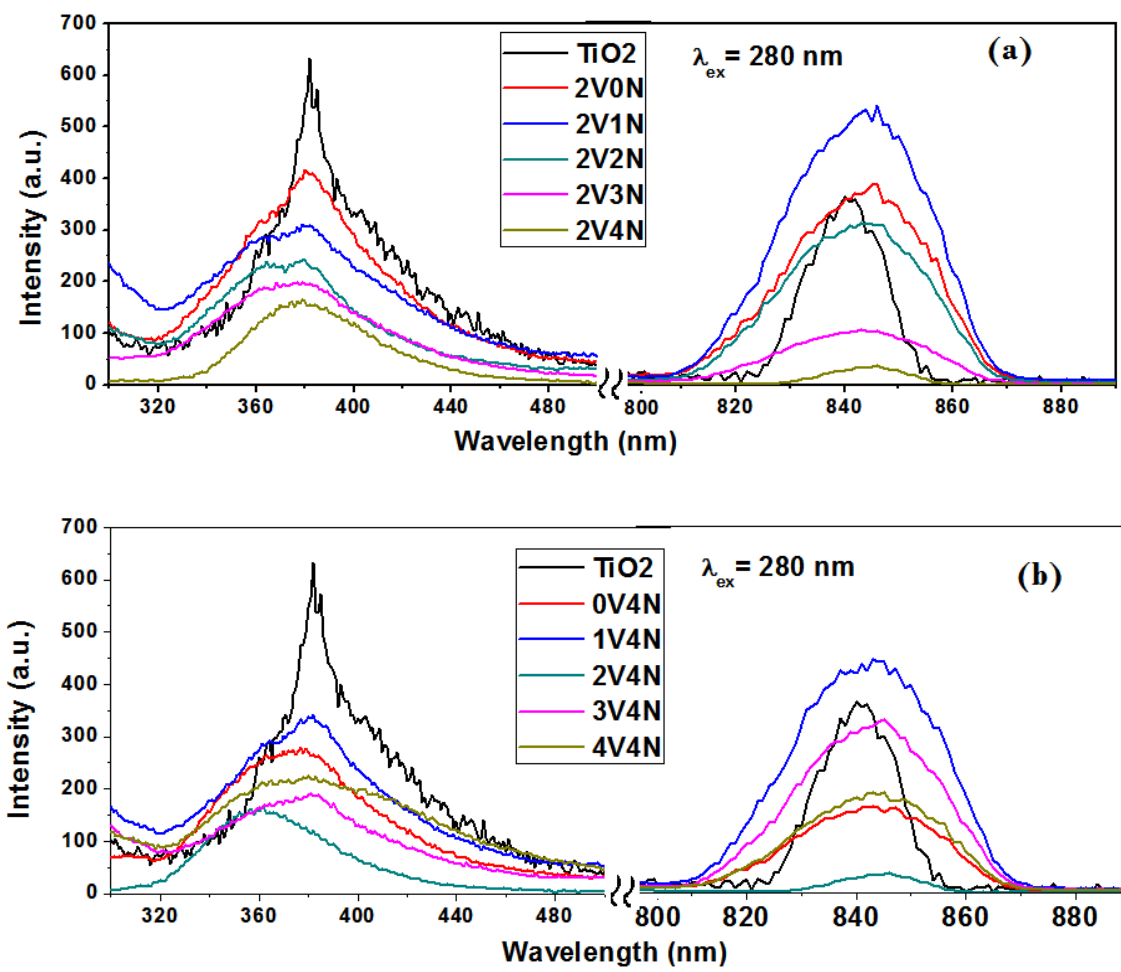 700
600
500
400
300
200
100
0
Intensity (a.u.)
TiO2
2V0N
2V1N
2V2N
2V3N
2V4N
λex= 280 nm
(a)
320 360 400 440 480 800 820 840 860 880
Wavelength (nm)
700
600
500
400
300
200
100
0
Intensity (a.u.)
TiO2
0V4N
1V4N
2V4N
3V4N
4V4N
λex= 280 nm
(b)
320 360 400 440 480 800 820 840 860 880
Wavelength (nm)